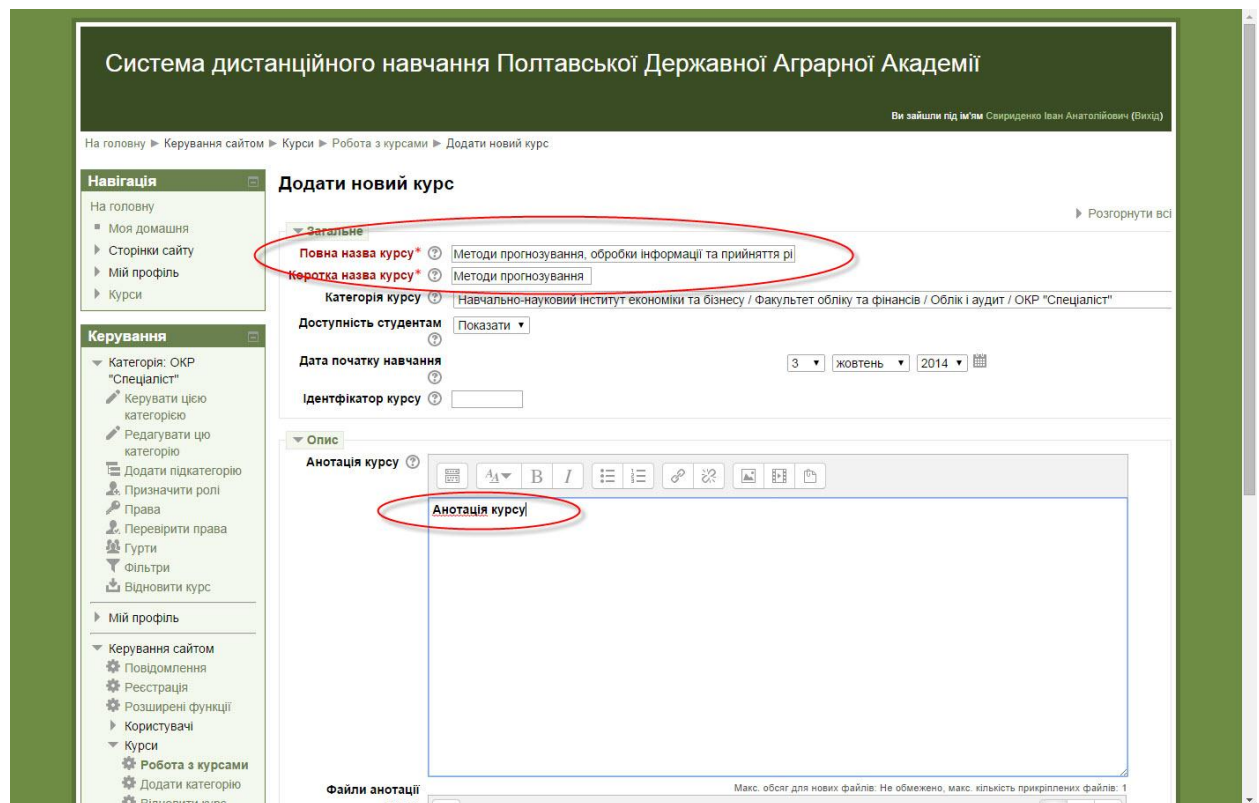 Система дистанційного навчання Полтавської Державної Аграрної Академії
Ви зайшли під ім'ям Свириденко Іван Анатолійович (Вихід)
На головну ▶ Керування сайтом ▶ Курси ▶ Робота з курсами ▶ Додати новий курс
Навігація
На головну
Моя домашня
Сторінки сайту
Мій профіль
Курси
Керування
Категорія: ОКР
"Спеціаліст"
Керувати цією
категорією
Редагувати цю
категорію
Додати підкатегорію
Призначити ролі
Права
Перевірити права
Гурти
Фільтри
Відновити курс
Мій профіль
Керування сайтом
Повідомлення
Реєстрація
Розширені функції
Користувачі
Курси
Робота з курсами
Додати категорію
Відновити курс
Додати новий курс
Розгорнути всі
Загальне
Повна назва курсу* Методи прогнозування, обробки інформації та прийняття рі
Коротка назва курсу* Методи прогнозування
Категорія курсу Навчально-науковий інститут економіки та бізнесу / Факультет обліку та фінансів / Облік і аудит / ОКР "Спеціаліст"
Доступність студентам Показати
Дата початку навчання 3 жовтень 2014
Ідентфікатор курсу
Опис
Анотація курсу
Анотація курсу
Файли анотації Макс. обсяг для нових файлів: Не обмежено, макс. кількість прикріплених файлів: 1